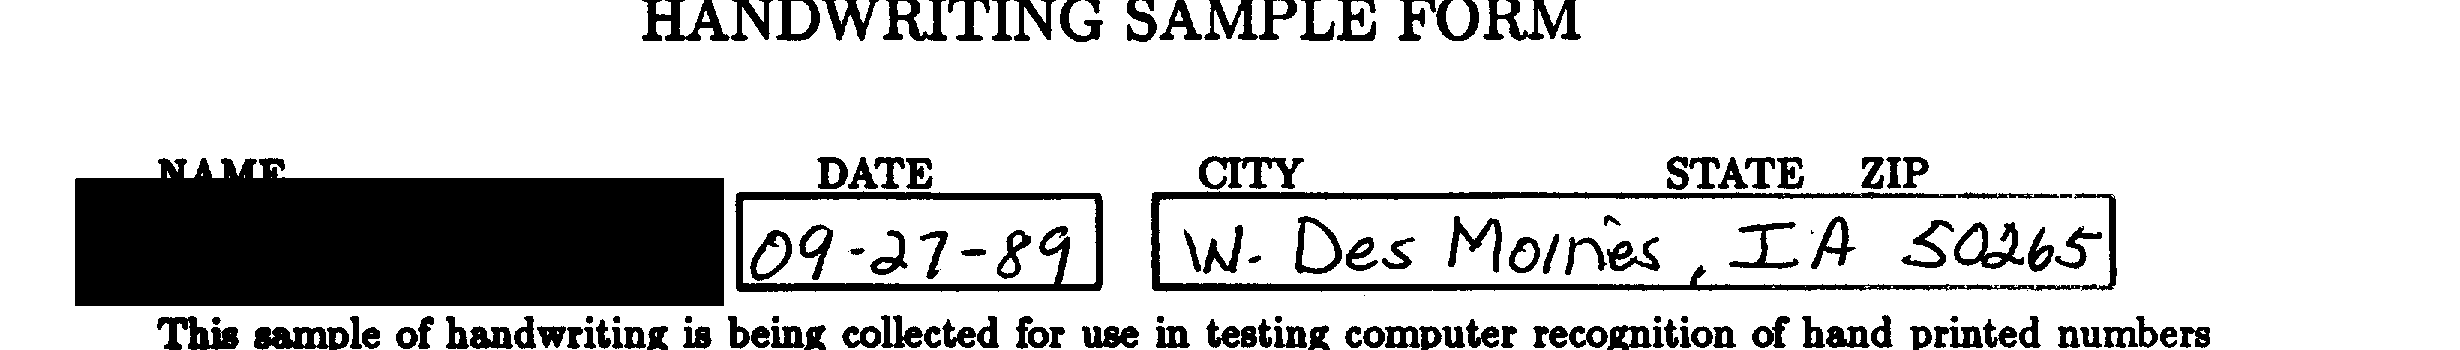 HANDWRITING SAMPLE FORM
NAME DATE CITY STATE ZIP
09-27-89 W. Des Moines, IA 50265
This sample of handwriting is being collected for use in testing computer recognition of hand printed numbers